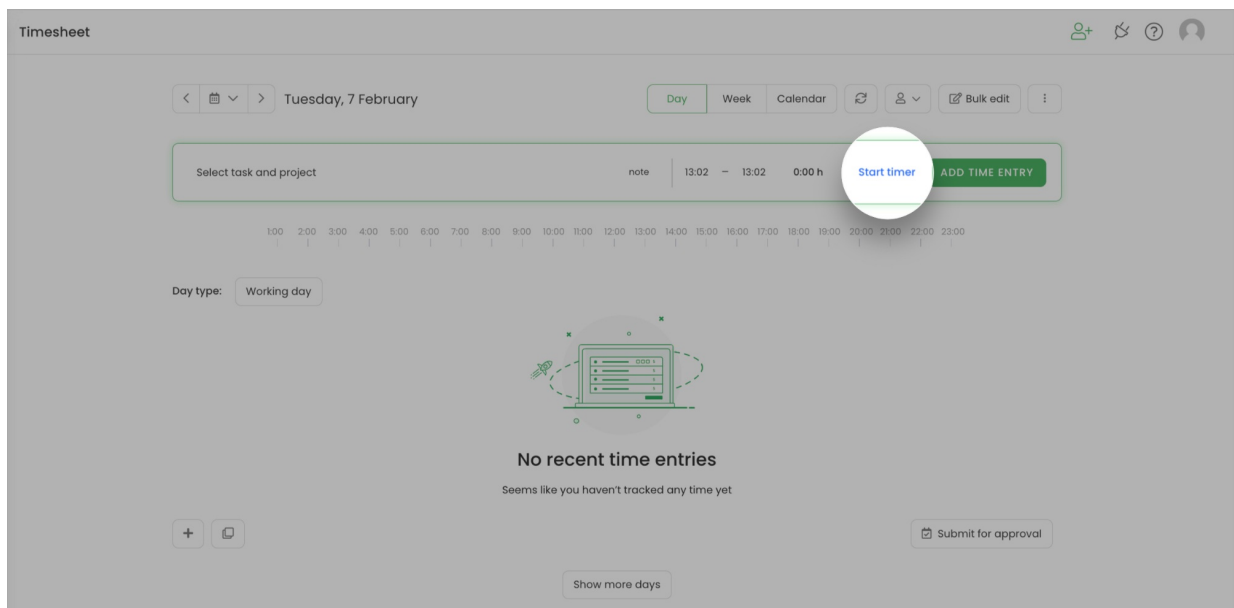 Timesheet
Tuesday, 7 February Day Week Calendar Bulk edit
Select task and project note 13:02 – 13:02 0:00 h Start timer ADD TIME ENTRY
1:00 2:00 3:00 4:00 5:00 6:00 7:00 8:00 9:00 10:00 11:00 12:00 13:00 14:00 15:00 16:00 17:00 18:00 19:00 20:00 21:00 22:00 23:00
Day type: Working day
No recent time entries
Seems like you haven't tracked any time yet
Submit for approval
Show more days